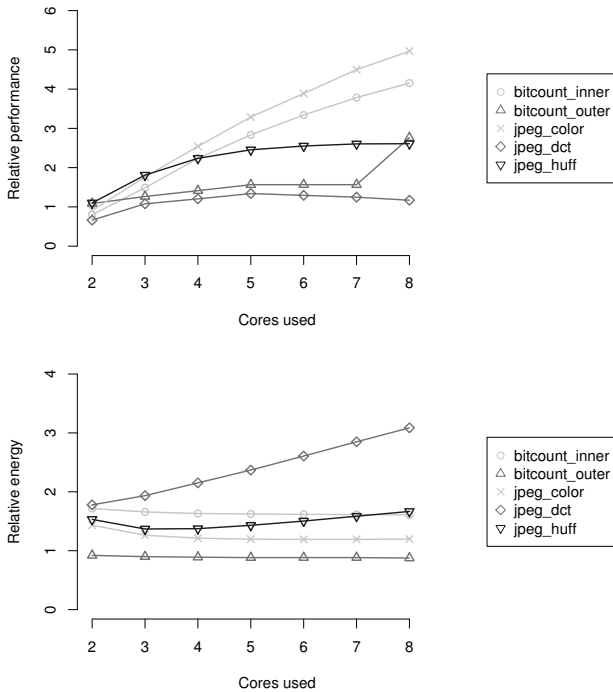 Relative performance
6
5
4
3
2
1
0
2 3 4 5 6 7 8
Cores used
bitcount_inner
bitcount_outer
jpeg_color
jpeg_dct
jpeg_huff
Relative energy
4
3
2
1
0
2 3 4 5 6 7 8
Cores used
bitcount_inner
bitcount_outer
jpeg_color
jpeg_dct
jpeg_huff